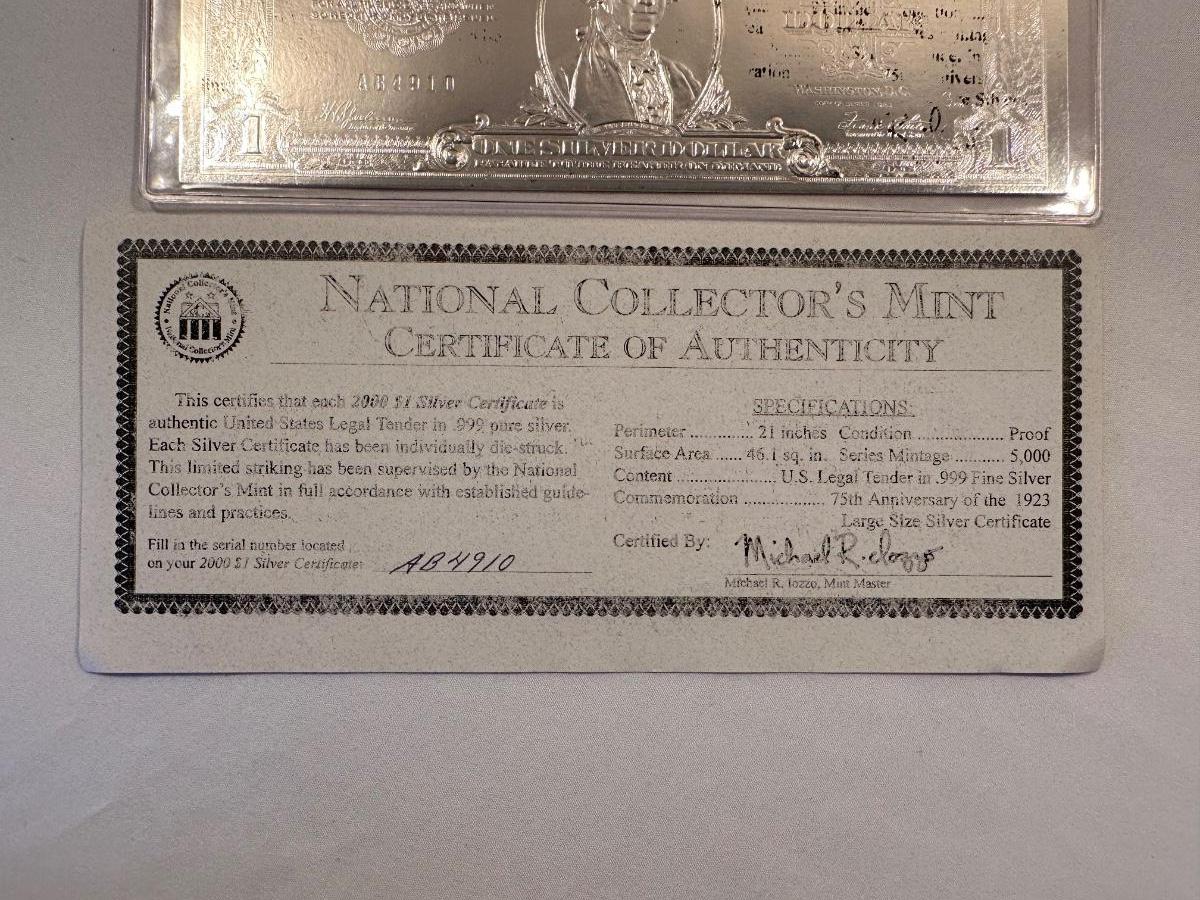 AB4910
WASHINGTON, D.C.
1
ONE SILVER DOLLAR
1
National Collector's Mint
NATIONAL COLLECTOR'S MINT
CERTIFICATE OF AUTHENTICITY
This certifies that each 2000 $1 Silver Certificate is
authentic United States Legal Tender in .999 pure silver.
Each Silver Certificate has been individually die-struck.
This limited striking has been supervised by the National
Collector's Mint in full accordance with established guide-
lines and practices.
Fill in the serial number located
on your 2000 $1 Silver Certificate: AB4910
SPECIFICATIONS:
Perimeter .............. 21 inches Condition ................... Proof
Surface Area ...... 46.1 sq. in. Series Mintage ........... 5,000
Content ...................... U.S. Legal Tender in .999 Fine Silver
Commemoration ................ 75th Anniversary of the 1923
Large Size Silver Certificate
Certified By: Michael R. Iozzo
Michael R. Iozzo, Mint Master